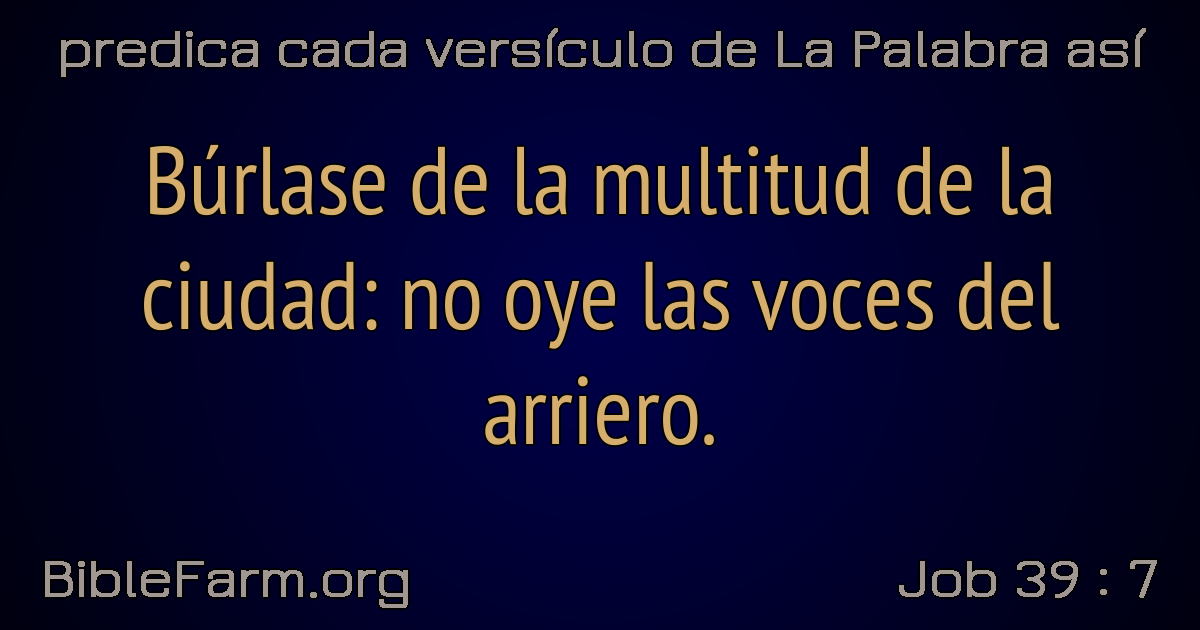 predica cada versículo de La Palabra así
Búrlase de la multitud de la
ciudad: no oye las voces del
arriero.
BibleFarm.org
Job 39 : 7